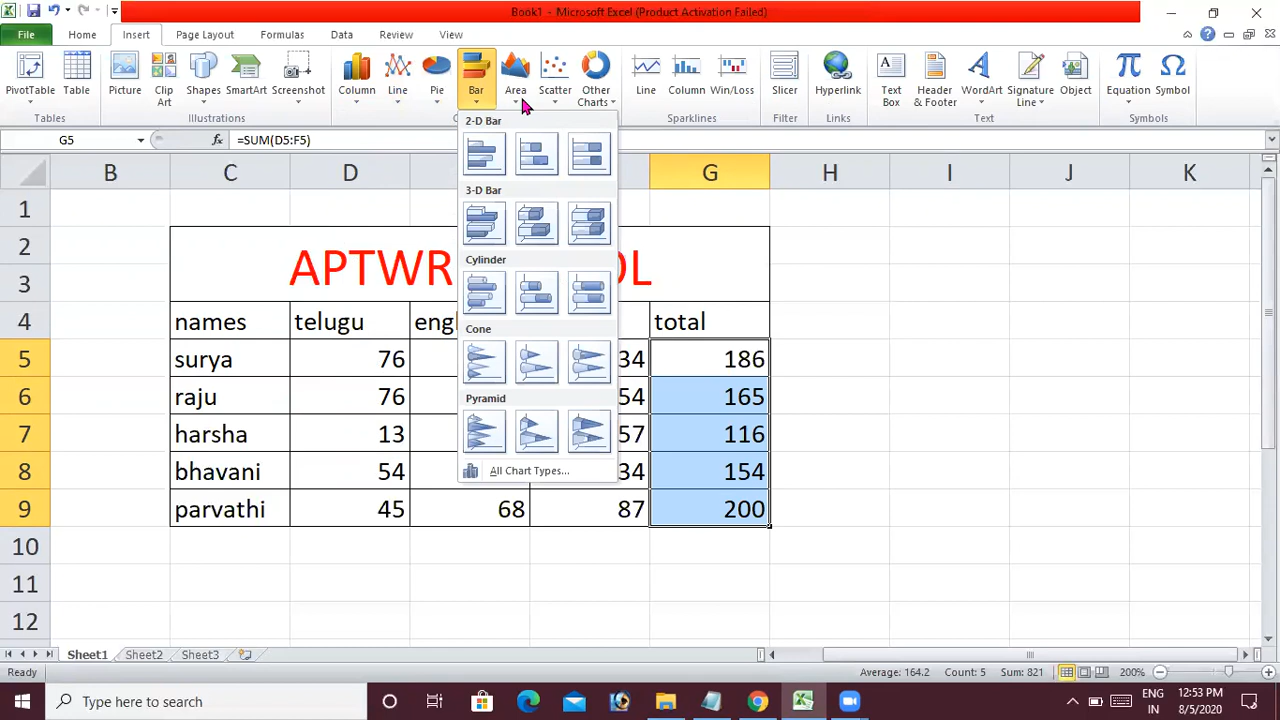 Book1 - Microsoft Excel (Product Activation Failed)
File Home Insert Page Layout Formulas Data Review View
PivotTable Table Picture Clip Art Shapes SmartArt Screenshot Column Line Pie Bar Area Scatter Other Charts Line Column Win/Loss Slicer Hyperlink Text Box Header & Footer WordArt Signature Line Object Equation Symbol
Tables Illustrations Sparklines Filter Links Text Symbols
G5 fx =SUM(D5:F5)
2-D Bar
3-D Bar
Cylinder
Cone
Pyramid
All Chart Types...
B C D G H I J K
1
2 APTWR
3
4 names telugu total
5 surya 76 34 186
6 raju 76 54 165
7 harsha 13 57 116
8 bhavani 54 34 154
9 parvathi 45 68 87 200
10
11
12
Sheet1 Sheet2 Sheet3
Ready Average: 164.2 Count: 5 Sum: 821 200%
Type here to search ENG IN 12:53 PM 8/5/2020